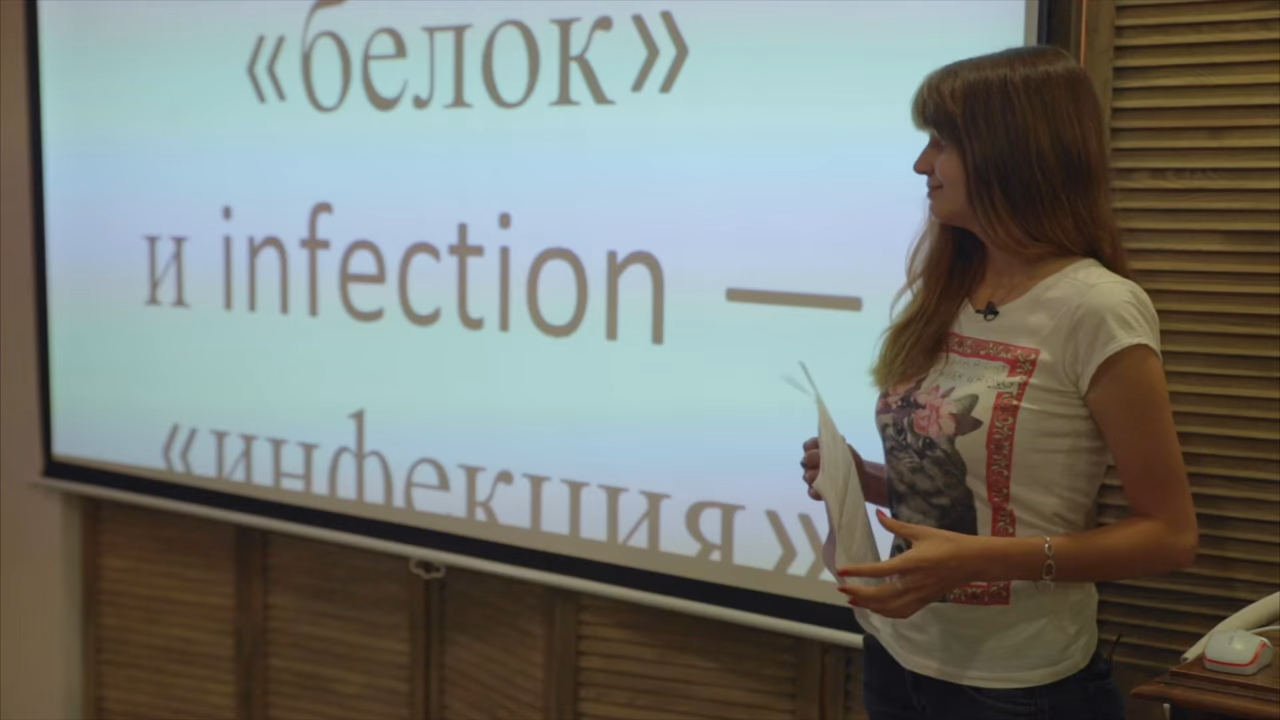 «белок»
и infection —
«инфекция»